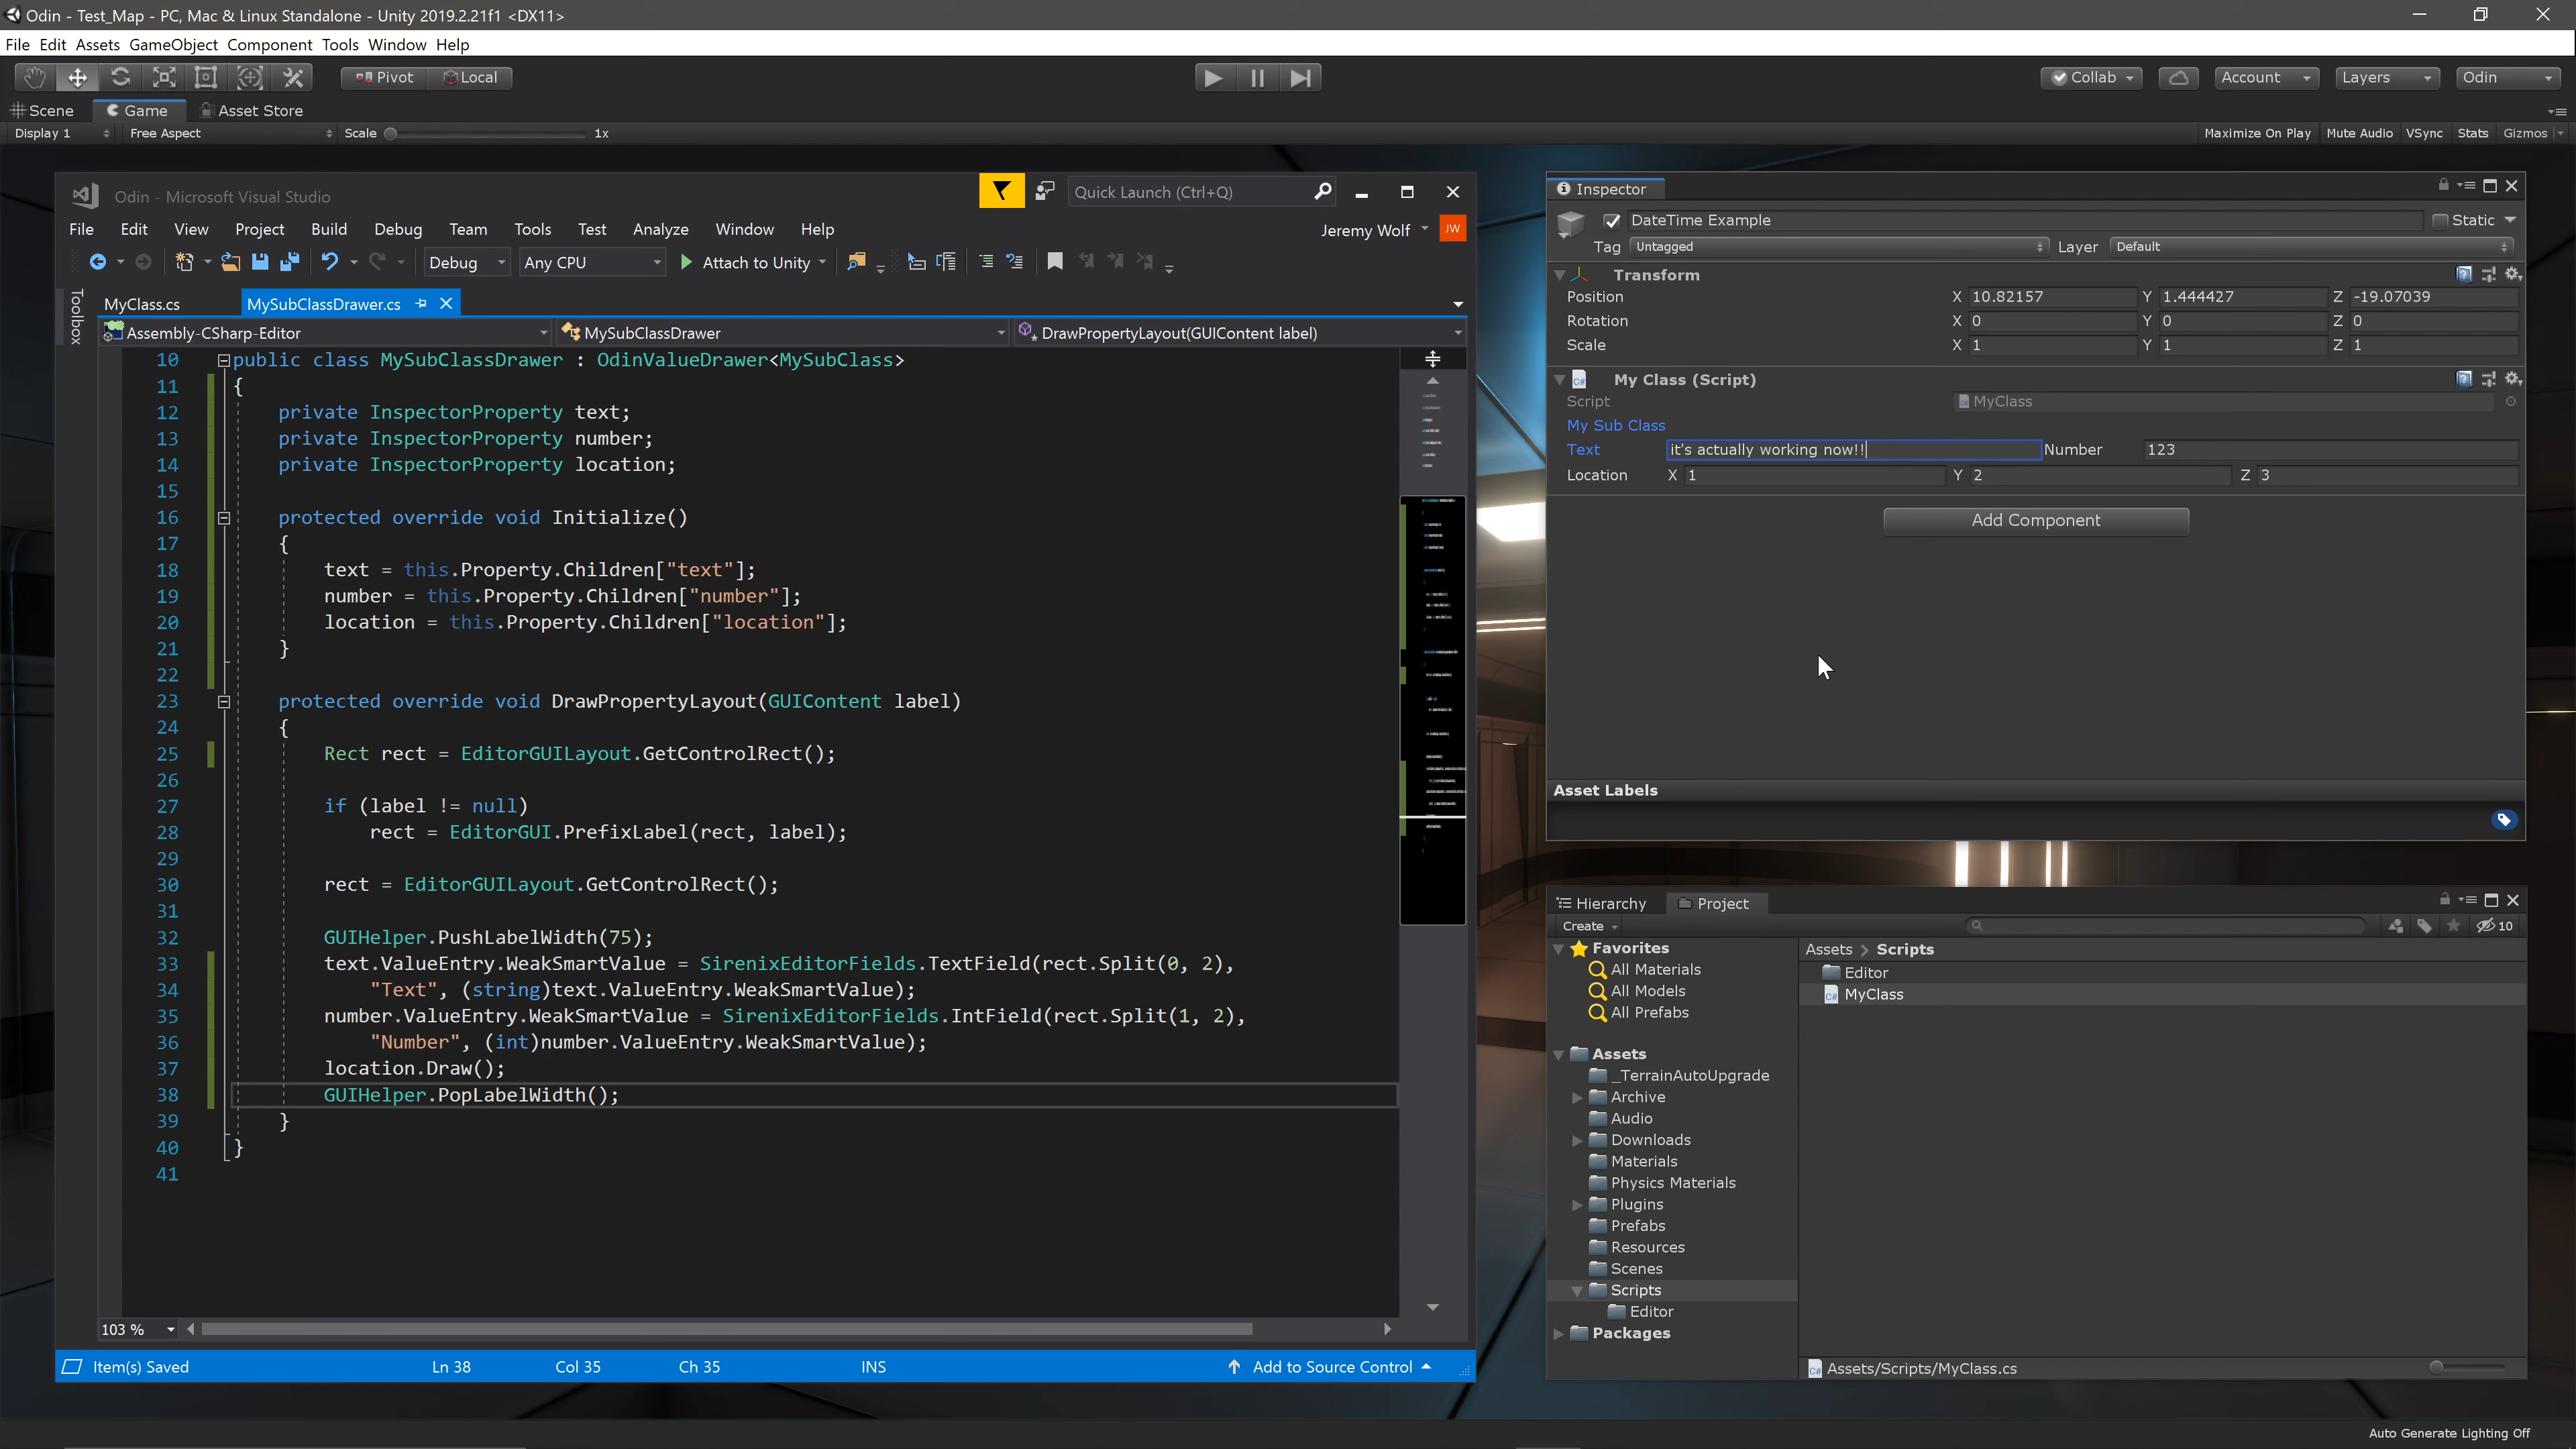 Odin - Test_Map - PC, Mac & Linux Standalone - Unity 2019.2.21f1 <DX11>
File Edit Assets GameObject Component Tools Window Help
Pivot Local
Collab Account Layers Odin
Scene Game Asset Store
Display 1 Free Aspect Scale 1x Maximize On Play Mute Audio VSync Stats Gizmos
Odin - Microsoft Visual Studio
Quick Launch (Ctrl+Q)
File Edit View Project Build Debug Team Tools Test Analyze Window Help
Jeremy Wolf JW
Debug Any CPU Attach to Unity
Toolbox
MyClass.cs MySubClassDrawer.cs
Assembly-CSharp-Editor MySubClassDrawer DrawPropertyLayout(GUIContent label)
10 public class MySubClassDrawer : OdinValueDrawer<MySubClass>
11 {
12 private InspectorProperty text;
13 private InspectorProperty number;
14 private InspectorProperty location;
15
16 protected override void Initialize()
17 {
18 text = this.Property.Children["text"];
19 number = this.Property.Children["number"];
20 location = this.Property.Children["location"];
21 }
22
23 protected override void DrawPropertyLayout(GUIContent label)
24 {
25 Rect rect = EditorGUILayout.GetControlRect();
26
27 if (label != null)
28 rect = EditorGUI.PrefixLabel(rect, label);
29
30 rect = EditorGUILayout.GetControlRect();
31
32 GUIHelper.PushLabelWidth(75);
33 text.ValueEntry.WeakSmartValue = SirenixEditorFields.TextField(rect.Split(0, 2),
34 "Text", (string)text.ValueEntry.WeakSmartValue);
35 number.ValueEntry.WeakSmartValue = SirenixEditorFields.IntField(rect.Split(1, 2),
36 "Number", (int)number.ValueEntry.WeakSmartValue);
37 location.Draw();
38 GUIHelper.PopLabelWidth();
39 }
40 }
41
103 %
Item(s) Saved Ln 38 Col 35 Ch 35 INS Add to Source Control
Inspector
DateTime Example Static
Tag Untagged Layer Default
Transform
Position X 10.82157 Y 1.444427 Z -19.07039
Rotation X 0 Y 0 Z 0
Scale X 1 Y 1 Z 1
My Class (Script)
Script MyClass
My Sub Class
Text it's actually working now!! Number 123
Location X 1 Y 2 Z 3
Add Component
Asset Labels
Hierarchy Project
Create 10
Favorites
All Materials
All Models
All Prefabs
Assets
_TerrainAutoUpgrade
Archive
Audio
Downloads
Materials
Physics Materials
Plugins
Prefabs
Resources
Scenes
Scripts
Editor
Packages
Assets > Scripts
Editor
MyClass
Assets/Scripts/MyClass.cs
Auto Generate Lighting Off